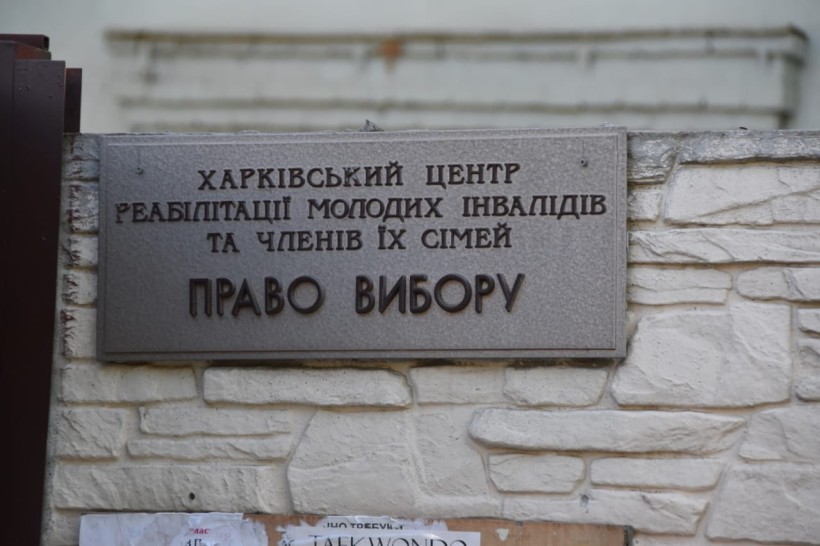 ХАРКІВСЬКИЙ ЦЕНТР
РЕАБІЛІТАЦІЇ МОЛОДИХ ІНВАЛІДІВ
ТА ЧЛЕНІВ ЇХ СІМЕЙ
ПРАВО ВИБОРУ
TAEKWONDO